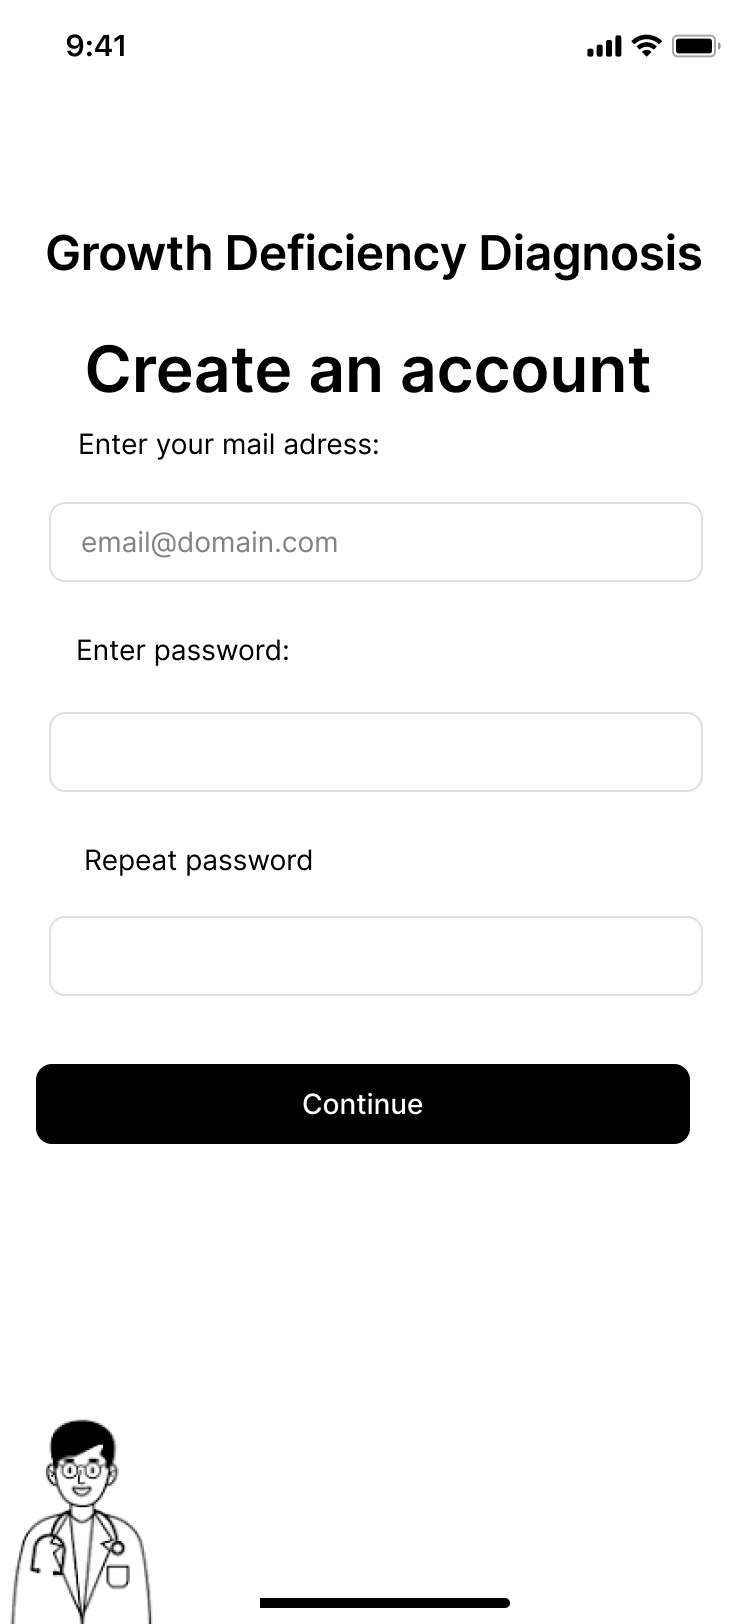 9:41
Growth Deficiency Diagnosis
Create an account
Enter your mail adress:
email@domain.com
Enter password:
Repeat password
Continue